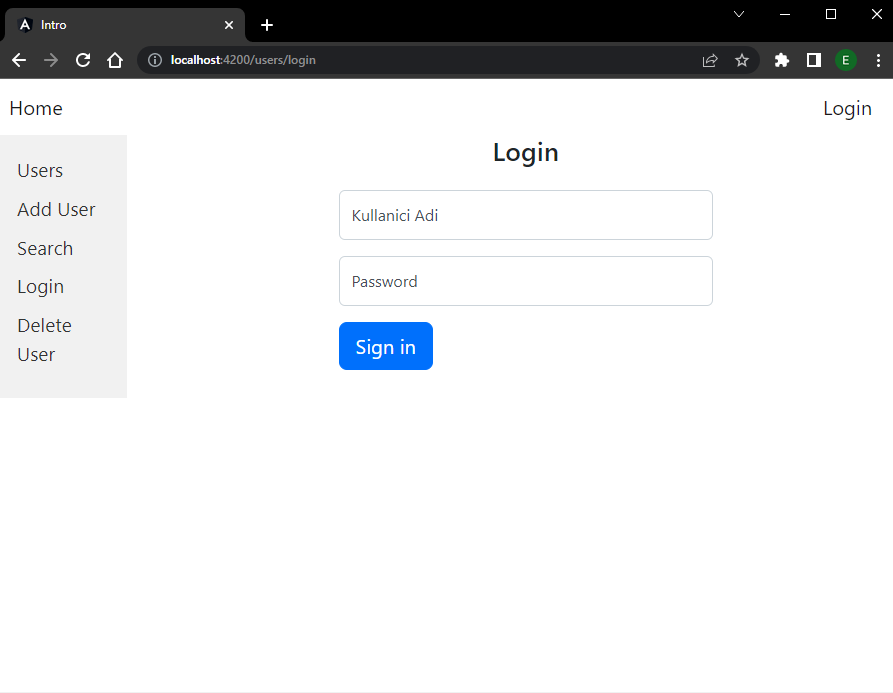 Intro
localhost:4200/users/login
E
Home
Login
Users
Add User
Search
Login
Delete
User
Login
Kullanici Adi
Password
Sign in